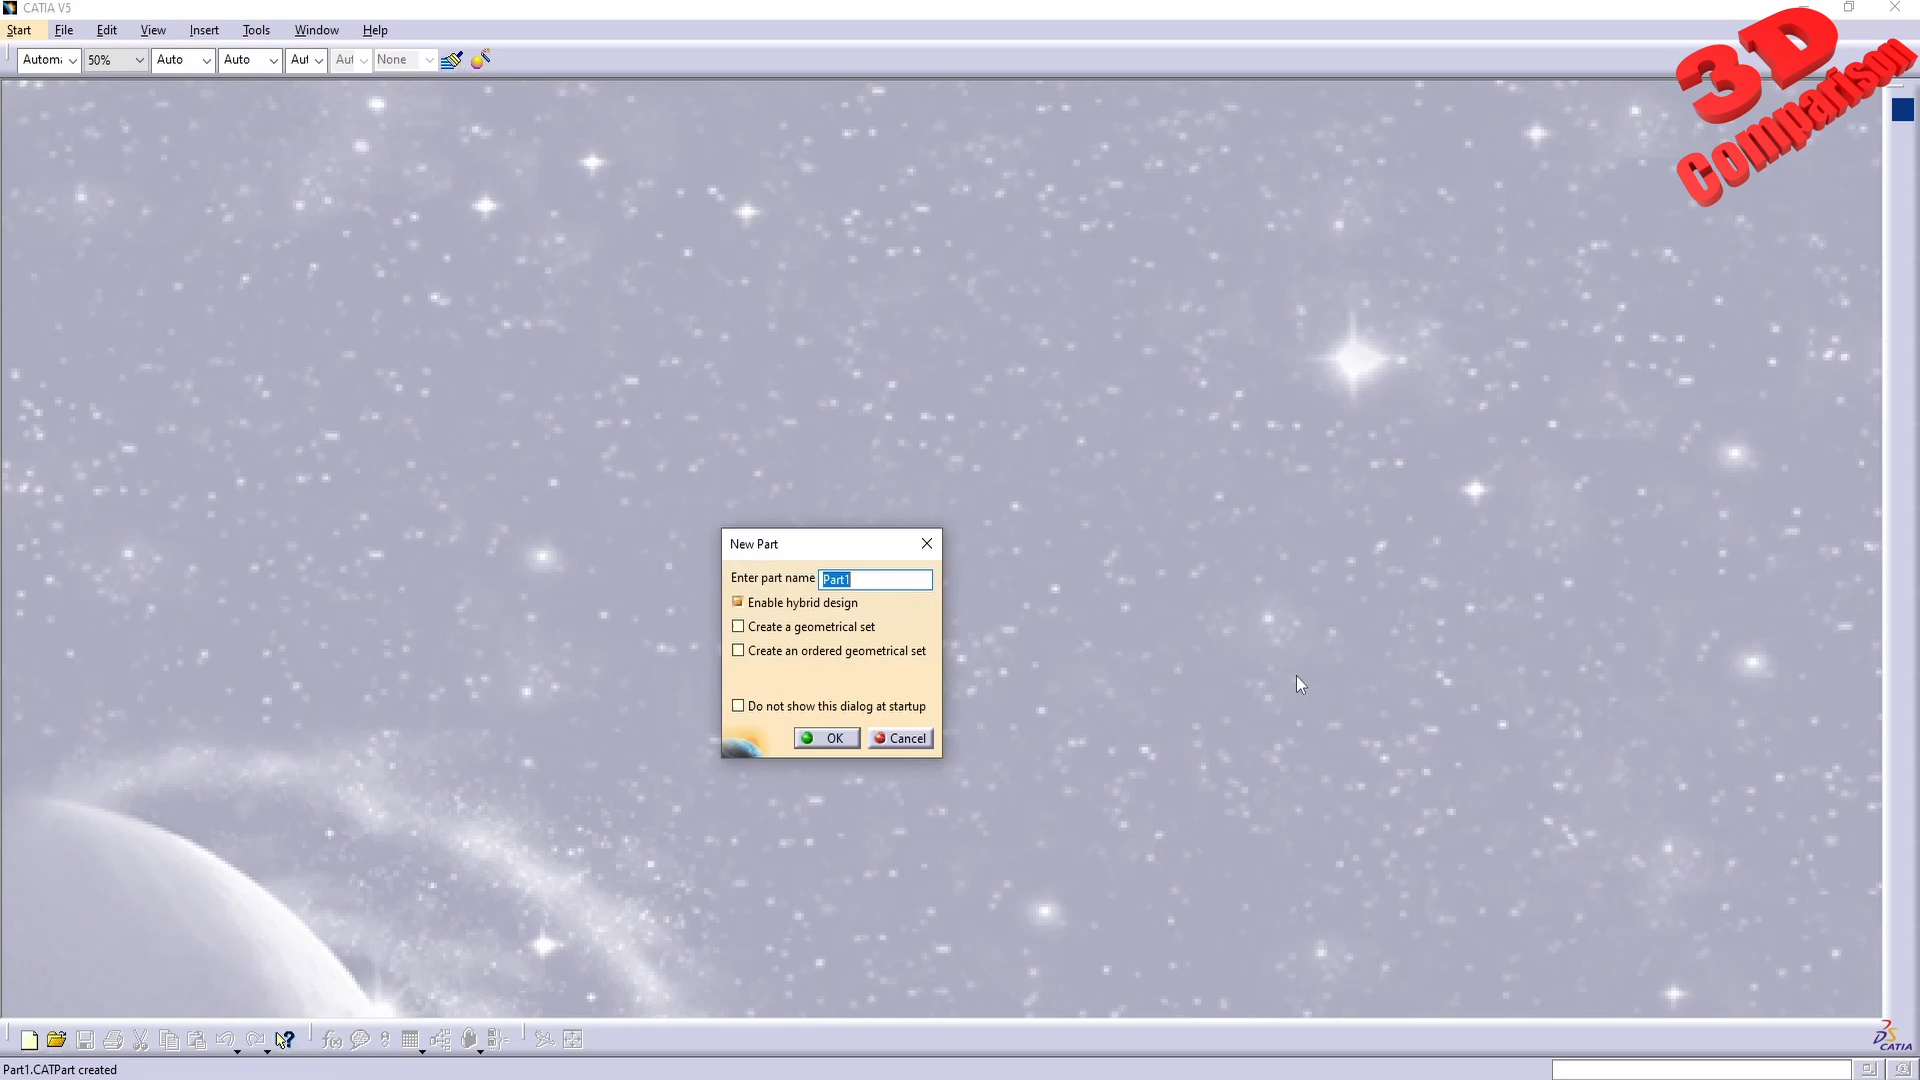 CATIA V5
Start File Edit View Insert Tools Window Help
Autom 50% Auto Auto Aut Aut None
3D
Comparison
New Part
Enter part name Part1
Enable hybrid design
Create a geometrical set
Create an ordered geometrical set
Do not show this dialog at startup
OK Cancel
f(x)
CATIA
Part1.CATPart created